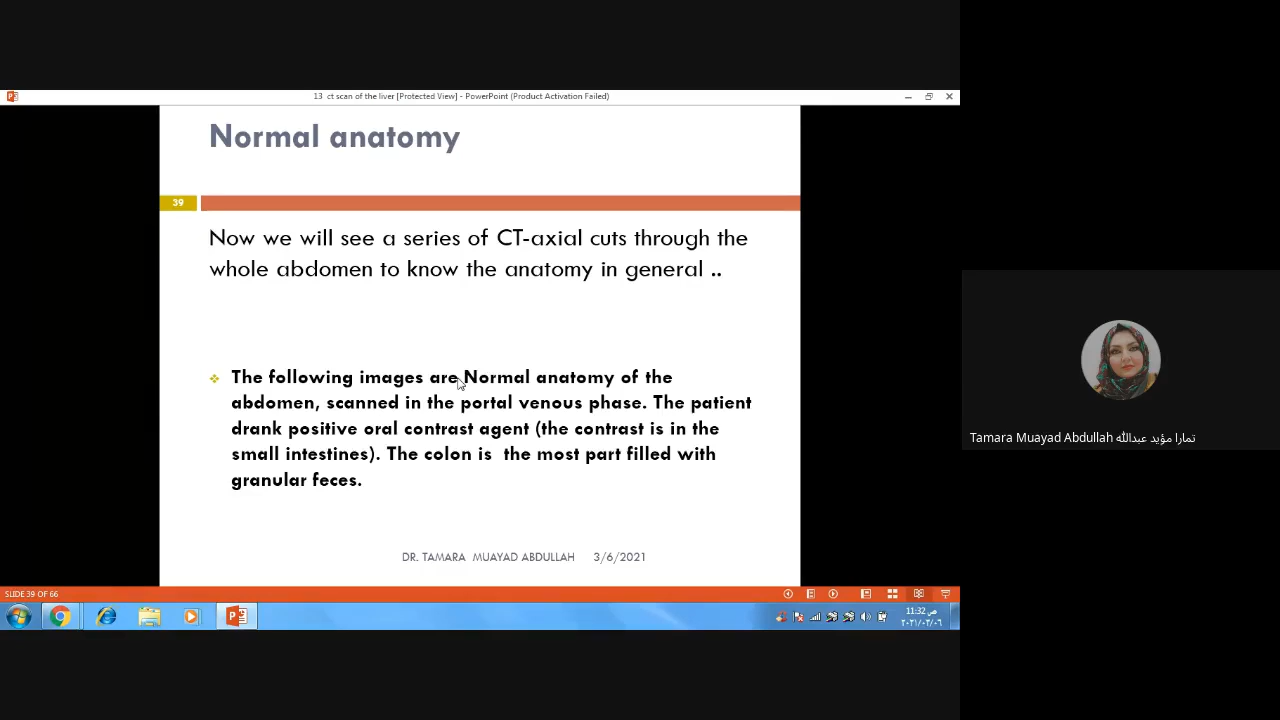 13 ct scan of the liver [Protected View] - PowerPoint (Product Activation Failed)
Normal anatomy
39
Now we will see a series of CT-axial cuts through the
whole abdomen to know the anatomy in general ..
The following images are Normal anatomy of the
abdomen, scanned in the portal venous phase. The patient
drank positive oral contrast agent (the contrast is in the
small intestines). The colon is the most part filled with
granular feces.
DR. TAMARA MUAYAD ABDULLAH 3/6/2021
SLIDE 39 OF 66
11:32 ص
٢٠٢١/٠٣/٠٦
Tamara Muayad Abdullah تمارا مؤيد عبدالله